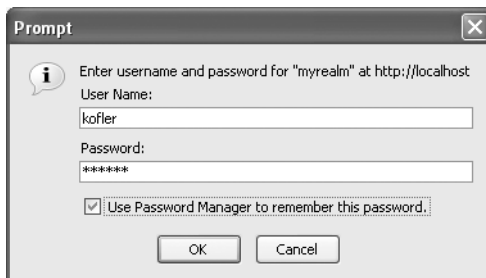 Prompt
Enter username and password for "myrealm" at http://localhost
User Name:
kofler
Password:
******
Use Password Manager to remember this password.
OK
Cancel